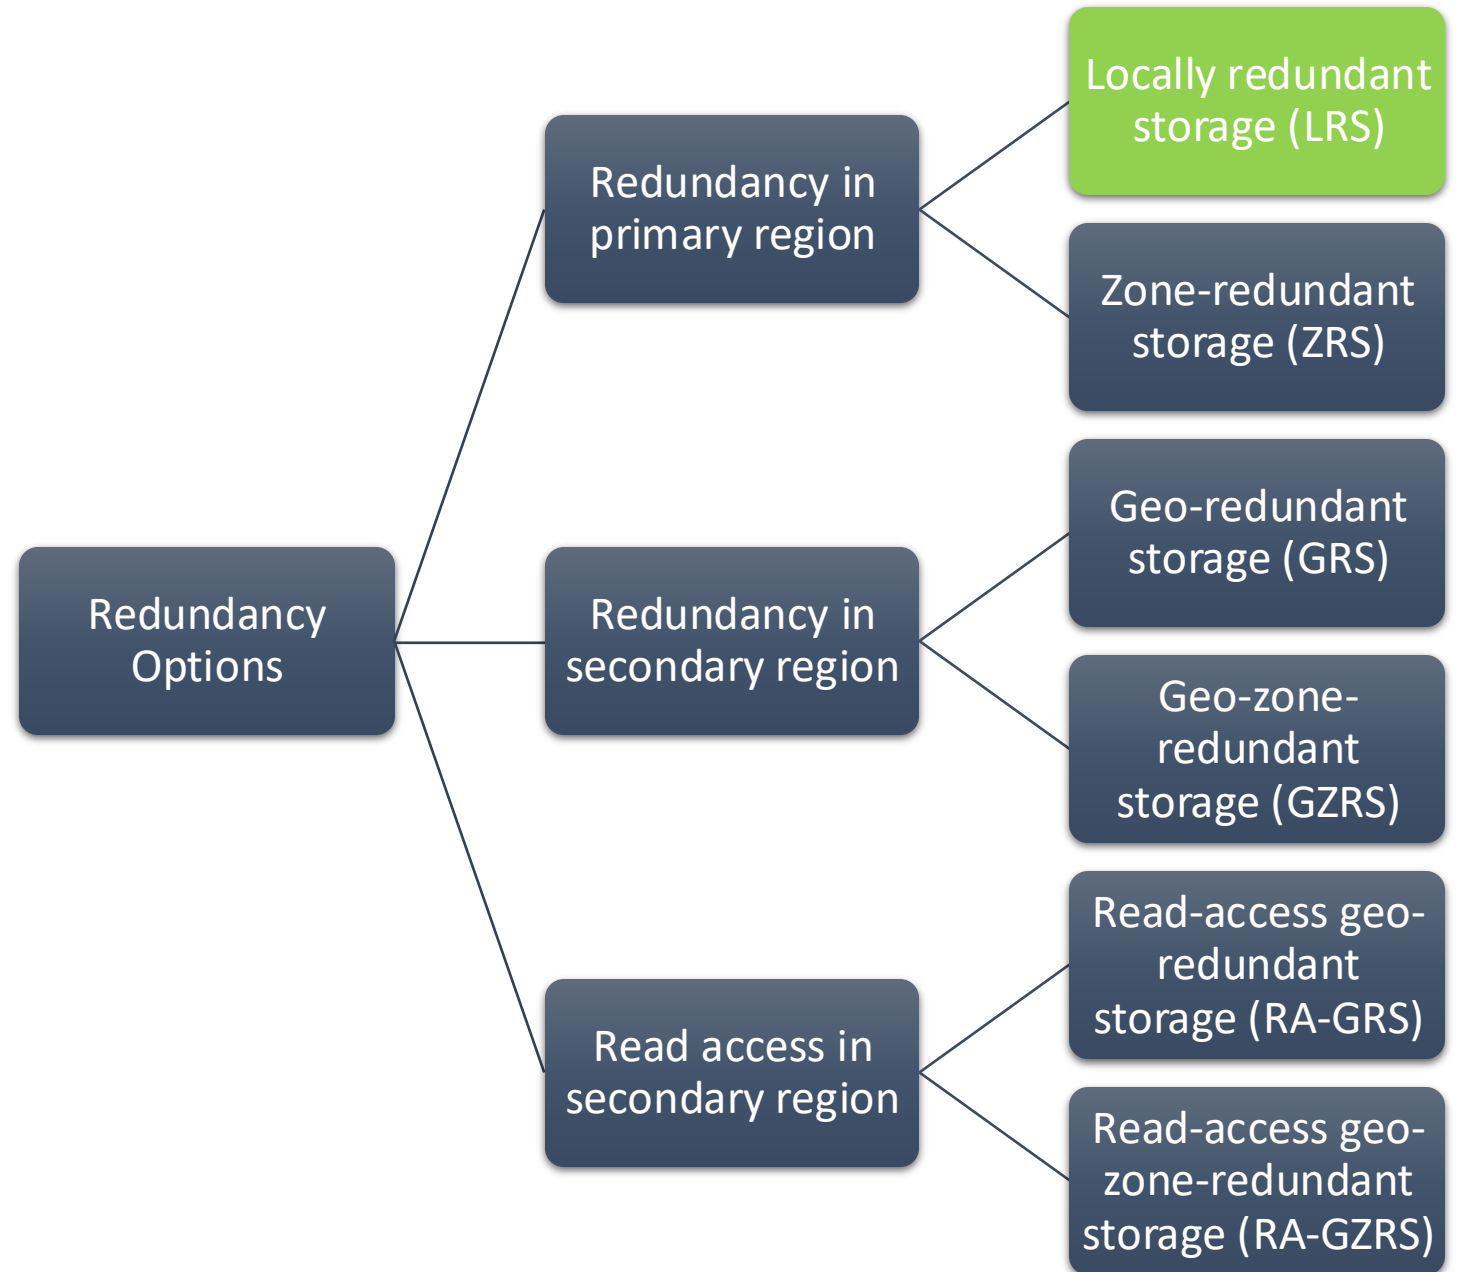 Locally redundant
storage (LRS)
Redundancy in
primary region
Zone-redundant
storage (ZRS)
Geo-redundant
storage (GRS)
Redundancy
Options
Redundancy in
secondary region
Geo-zone-
redundant
storage (GZRS)
Read-access geo-
redundant
storage (RA-GRS)
Read access in
secondary region
Read-access geo-
zone-redundant
storage (RA-GZRS)